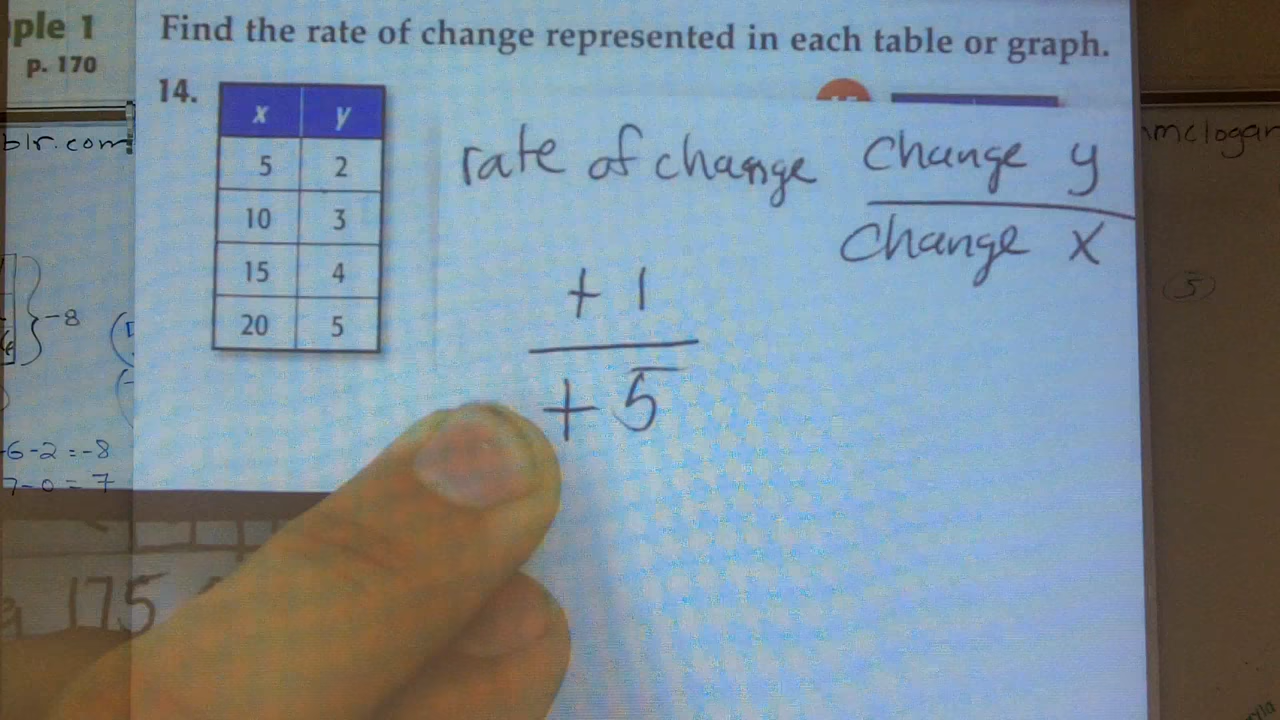 ple 1
p. 170
Find the rate of change represented in each table or graph.
14.
x y
5 2
10 3
15 4
20 5
rate of change change y
change x
+ 1
+ 5
blr.com
-8
-6-2=-8
7-0=7
175
mclogan
5